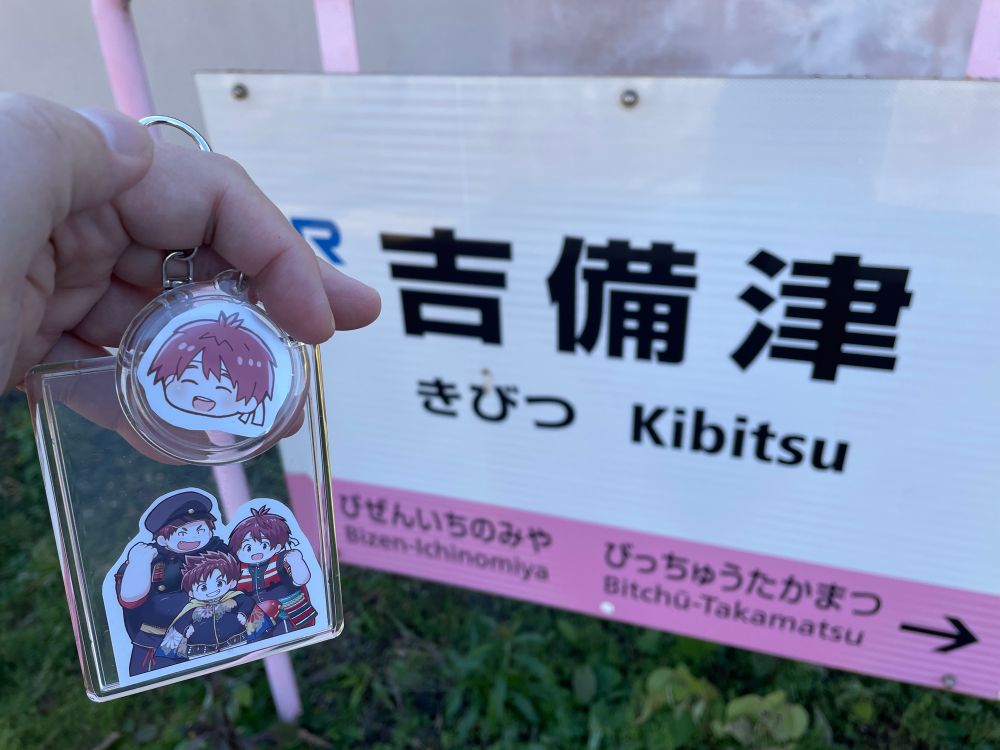 JR
吉備津
きびつ Kibitsu
びぜんいちのみや びっちゅうたかまつ
Bizen-Ichinomiya Bitchū-Takamatsu →